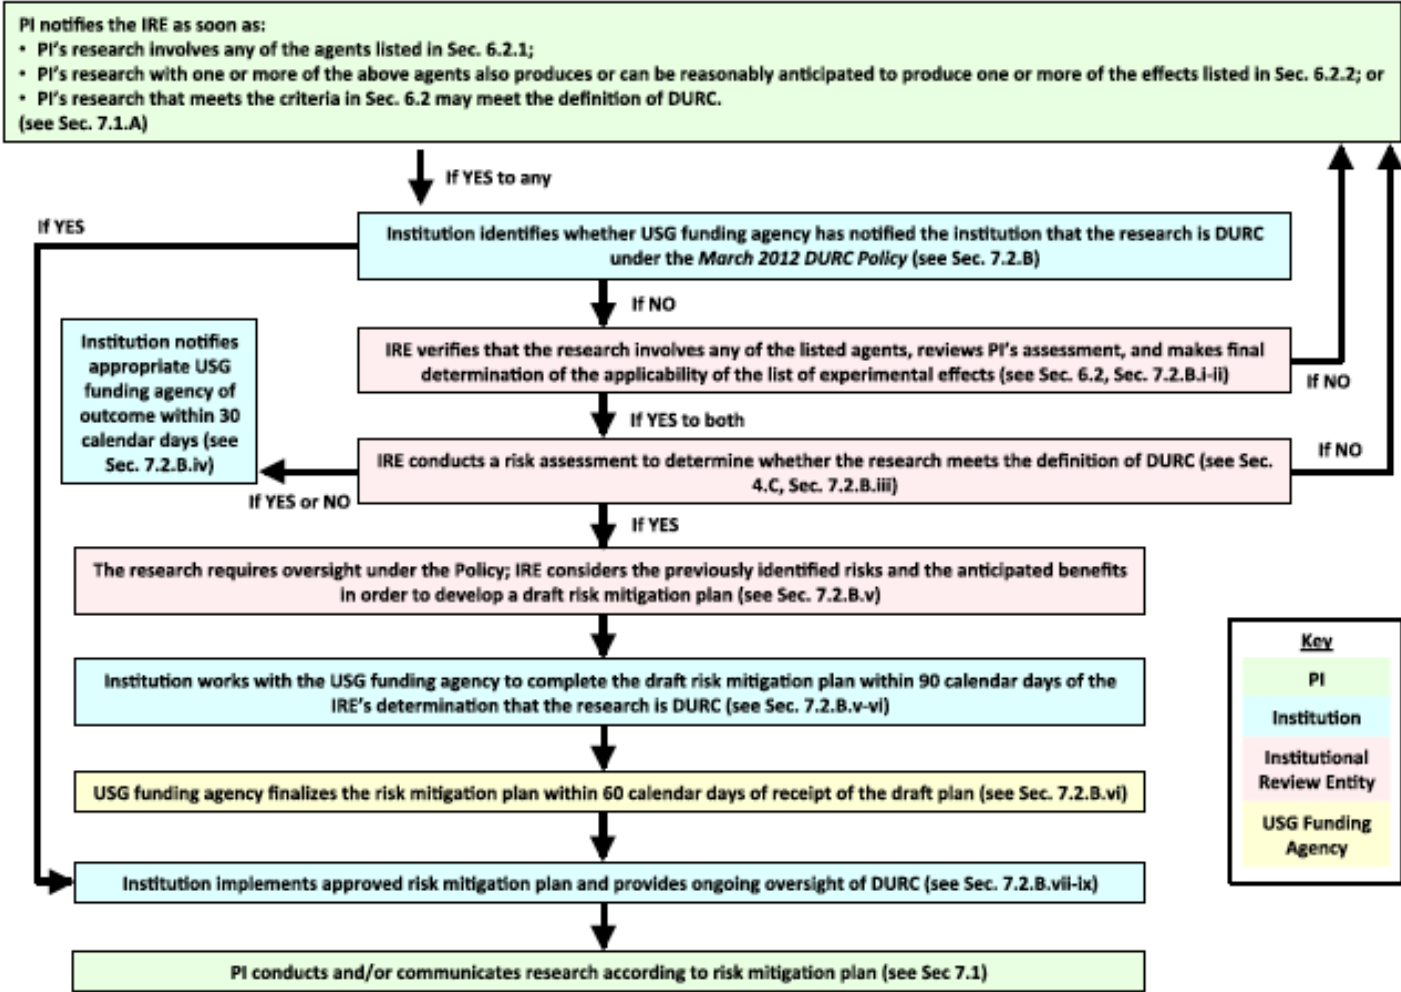 PI notifies the IRE as soon as:
• PI's research involves any of the agents listed in Sec. 6.2.1;
• PI's research with one or more of the above agents also produces or can be reasonably anticipated to produce one or more of the effects listed in Sec. 6.2.2; or
• PI's research that meets the criteria in Sec. 6.2 may meet the definition of DURC.
(see Sec. 7.1.A)
If YES to any
If YES
Institution identifies whether USG funding agency has notified the institution that the research is DURC
under the March 2012 DURC Policy (see Sec. 7.2.B)
If NO
Institution notifies
appropriate USG
funding agency of
outcome within 30
calendar days (see
Sec. 7.2.B.iv)
IRE verifies that the research involves any of the listed agents, reviews PI's assessment, and makes final
determination of the applicability of the list of experimental effects (see Sec. 6.2, Sec. 7.2.B.i-ii)
If NO
If YES to both
IRE conducts a risk assessment to determine whether the research meets the definition of DURC (see Sec.
4.C, Sec. 7.2.B.iii)
If NO
If YES or NO
If YES
The research requires oversight under the Policy; IRE considers the previously identified risks and the anticipated benefits
in order to develop a draft risk mitigation plan (see Sec. 7.2.B.v)
Institution works with the USG funding agency to complete the draft risk mitigation plan within 90 calendar days of the
IRE's determination that the research is DURC (see Sec. 7.2.B.v-vi)
USG funding agency finalizes the risk mitigation plan within 60 calendar days of receipt of the draft plan (see Sec. 7.2.B.vi)
Institution implements approved risk mitigation plan and provides ongoing oversight of DURC (see Sec. 7.2.B.vii-ix)
PI conducts and/or communicates research according to risk mitigation plan (see Sec 7.1)
Key
PI
Institution
Institutional
Review Entity
USG Funding
Agency